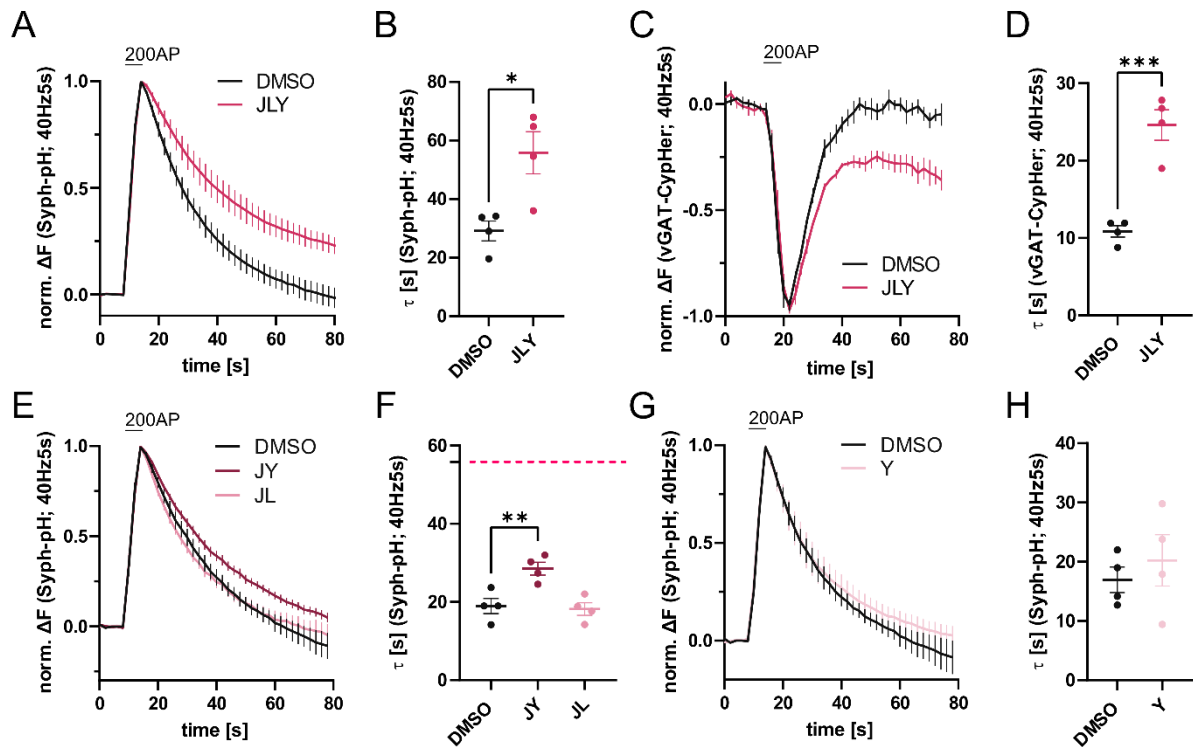 A
200AP
DMSO
JLY
norm. ΔF (Syph-pH; 40Hz5s)
1.0
0.5
0.0
0 20 40 60 80
time [s]
B
*
τ [s] (Syph-pH; 40Hz5s)
80
60
40
20
0
DMSO
JLY
C
200AP
DMSO
JLY
norm. ΔF (vGAT-CypHer; 40Hz5s)
0.0
-0.5
-1.0
0 20 40 60 80
time [s]
D
***
τ [s] (vGAT-CypHer; 40Hz5s)
30
20
10
0
DMSO
JLY
E
200AP
DMSO
JY
JL
norm. ΔF (Syph-pH; 40Hz5s)
1.0
0.5
0.0
0 20 40 60 80
time [s]
F
**
τ [s] (Syph-pH; 40Hz5s)
60
40
20
0
DMSO
JY
JL
G
200AP
DMSO
Y
norm. ΔF (Syph-pH; 40Hz5s)
1.0
0.5
0.0
0 20 40 60 80
time [s]
H
τ [s] (Syph-pH; 40Hz5s)
40
30
20
10
0
DMSO
Y